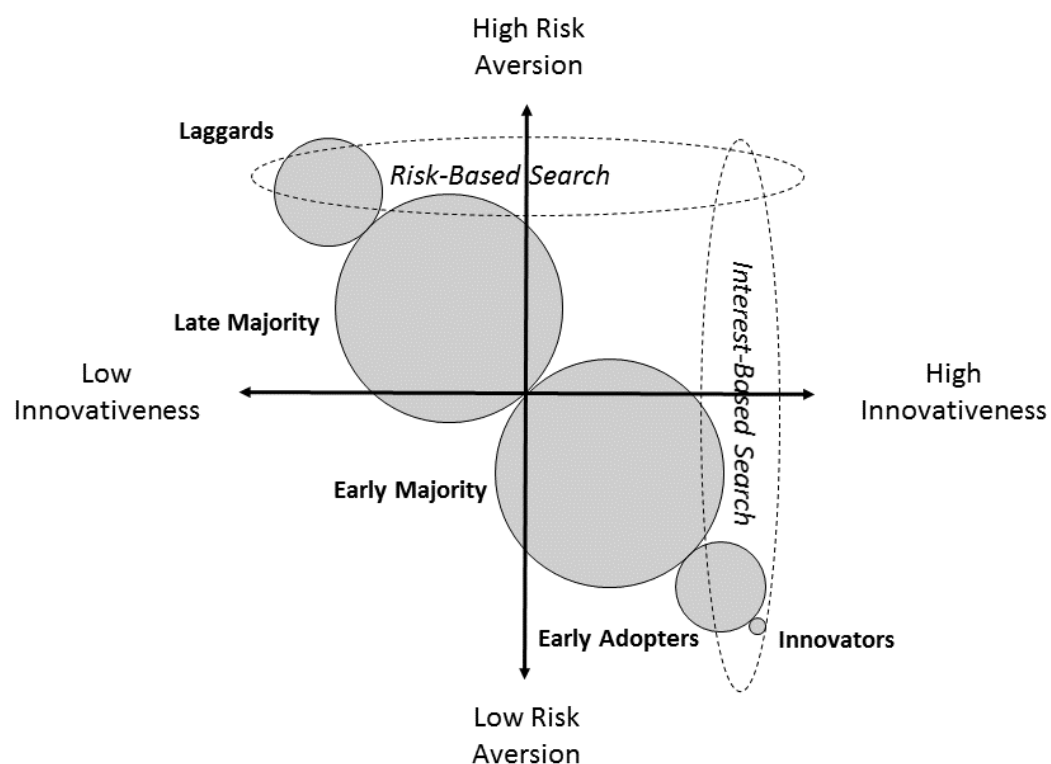 High Risk
Aversion
Laggards
Risk-Based Search
Interest-Based Search
Late Majority
Low
Innovativeness
High
Innovativeness
Early Majority
Early Adopters
Innovators
Low Risk
Aversion